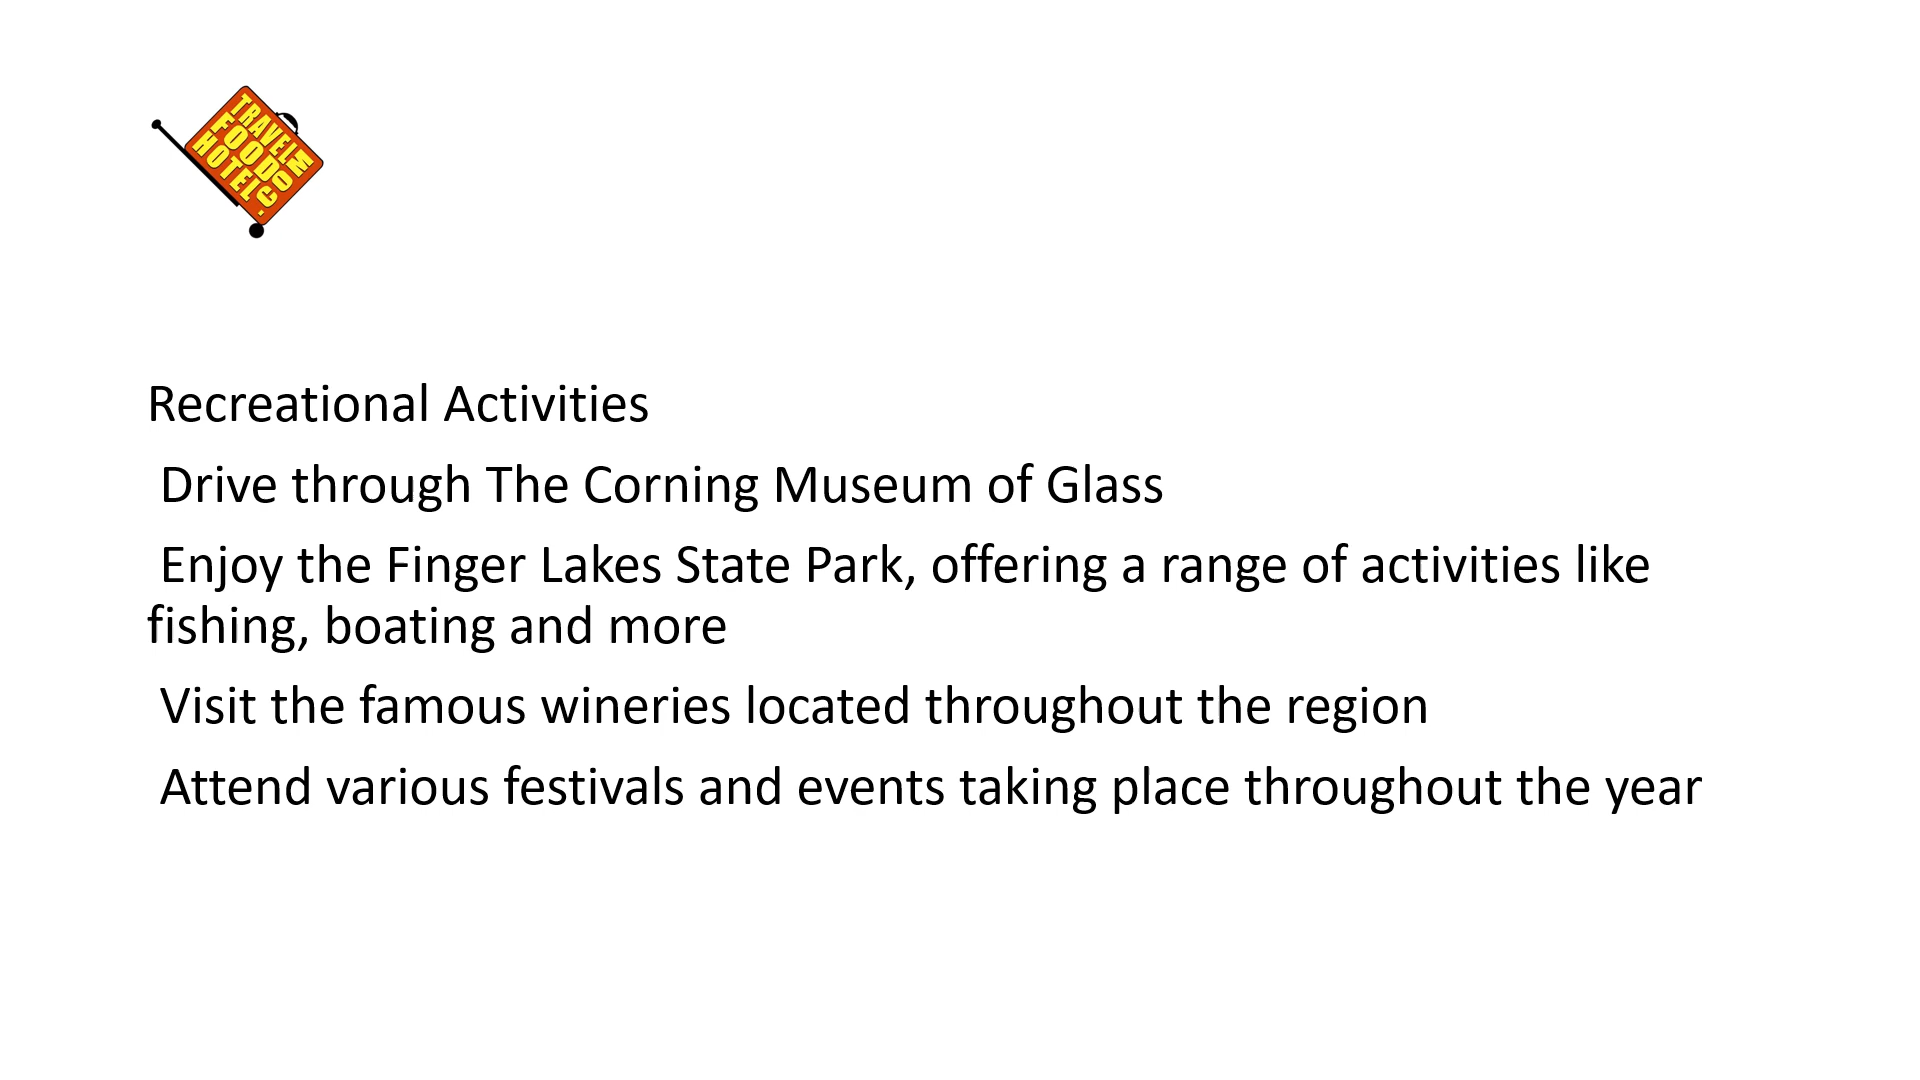 TRAVEL
FOOD
HOTEL
IN
O
C.
Recreational Activities
Drive through The Corning Museum of Glass
Enjoy the Finger Lakes State Park, offering a range of activities like
fishing, boating and more
Visit the famous wineries located throughout the region
Attend various festivals and events taking place throughout the year